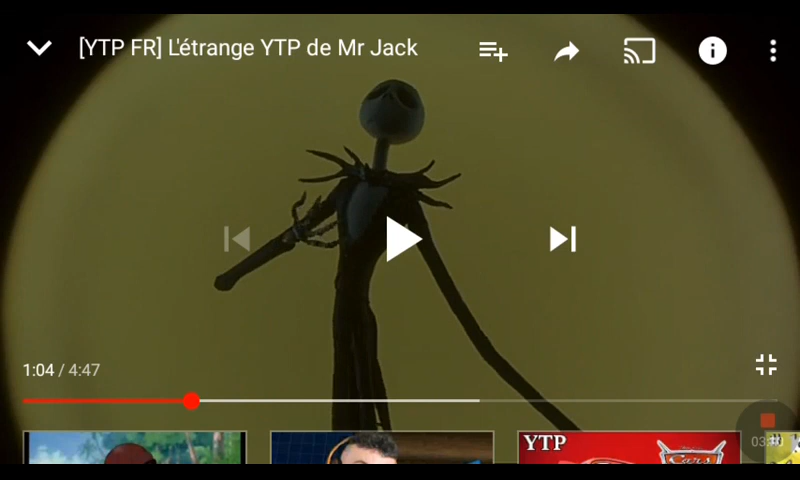 [YTP FR] L'étrange YTP de Mr Jack
1:04 / 4:47
YTP
Cars